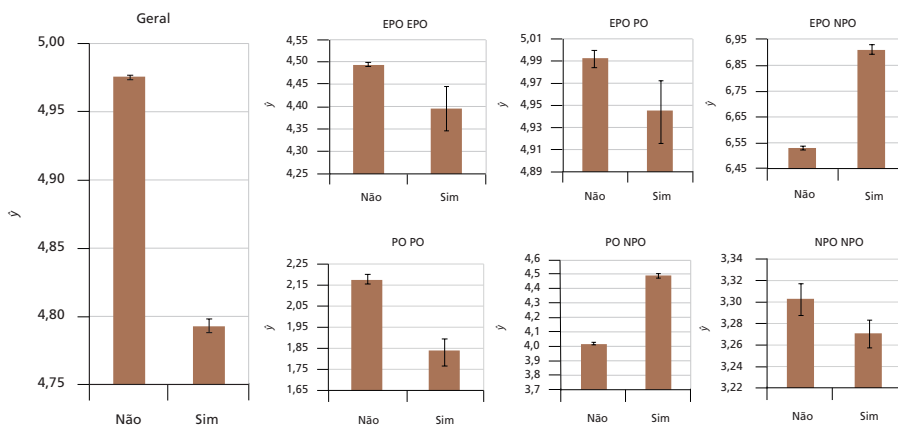 Geral
5,00
4,95
4,90
4,85
4,80
4,75
ŷ
Não Sim
EPO EPO
4,55
4,50
4,45
4,40
4,35
4,30
4,25
ŷ
Não Sim
EPO PO
5,01
4,99
4,97
4,95
4,93
4,91
4,89
ŷ
Não Sim
EPO NPO
6,95
6,85
6,75
6,65
6,55
6,45
ŷ
Não Sim
PO PO
2,25
2,15
2,05
1,95
1,85
1,75
1,65
ŷ
Não Sim
PO NPO
4,6
4,5
4,4
4,3
4,2
4,1
4,0
3,9
3,8
3,7
ŷ
Não Sim
NPO NPO
3,34
3,32
3,30
3,28
3,26
3,24
3,22
ŷ
Não Sim